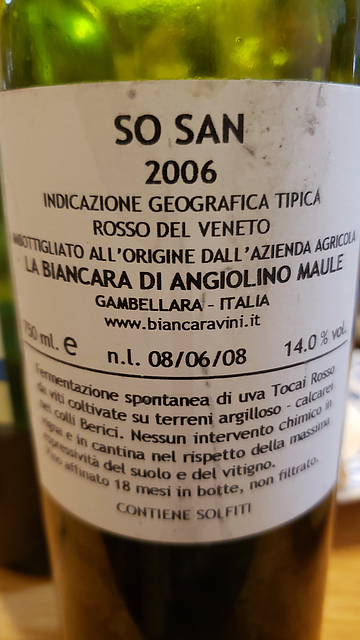 SO SAN
2006
INDICAZIONE GEOGRAFICA TIPICA
ROSSO DEL VENETO
IMBOTTIGLIATO ALL'ORIGINE DALL'AZIENDA AGRICOLA
LA BIANCARA DI ANGIOLINO MAULE
GAMBELLARA - ITALIA
www.biancaravini.it
750 ml. e n.l. 08/06/08 14.0 % vol.
Fermentazione spontanea di uva Tocai Rosso
da viti coltivate su terreni argilloso - calcarei
nei colli Berici. Nessun intervento chimico in
vigna e in cantina nel rispetto della massima
espressività del suolo e del vitigno.
Vino affinato 18 mesi in botte, non filtrato.
CONTIENE SOLFITI